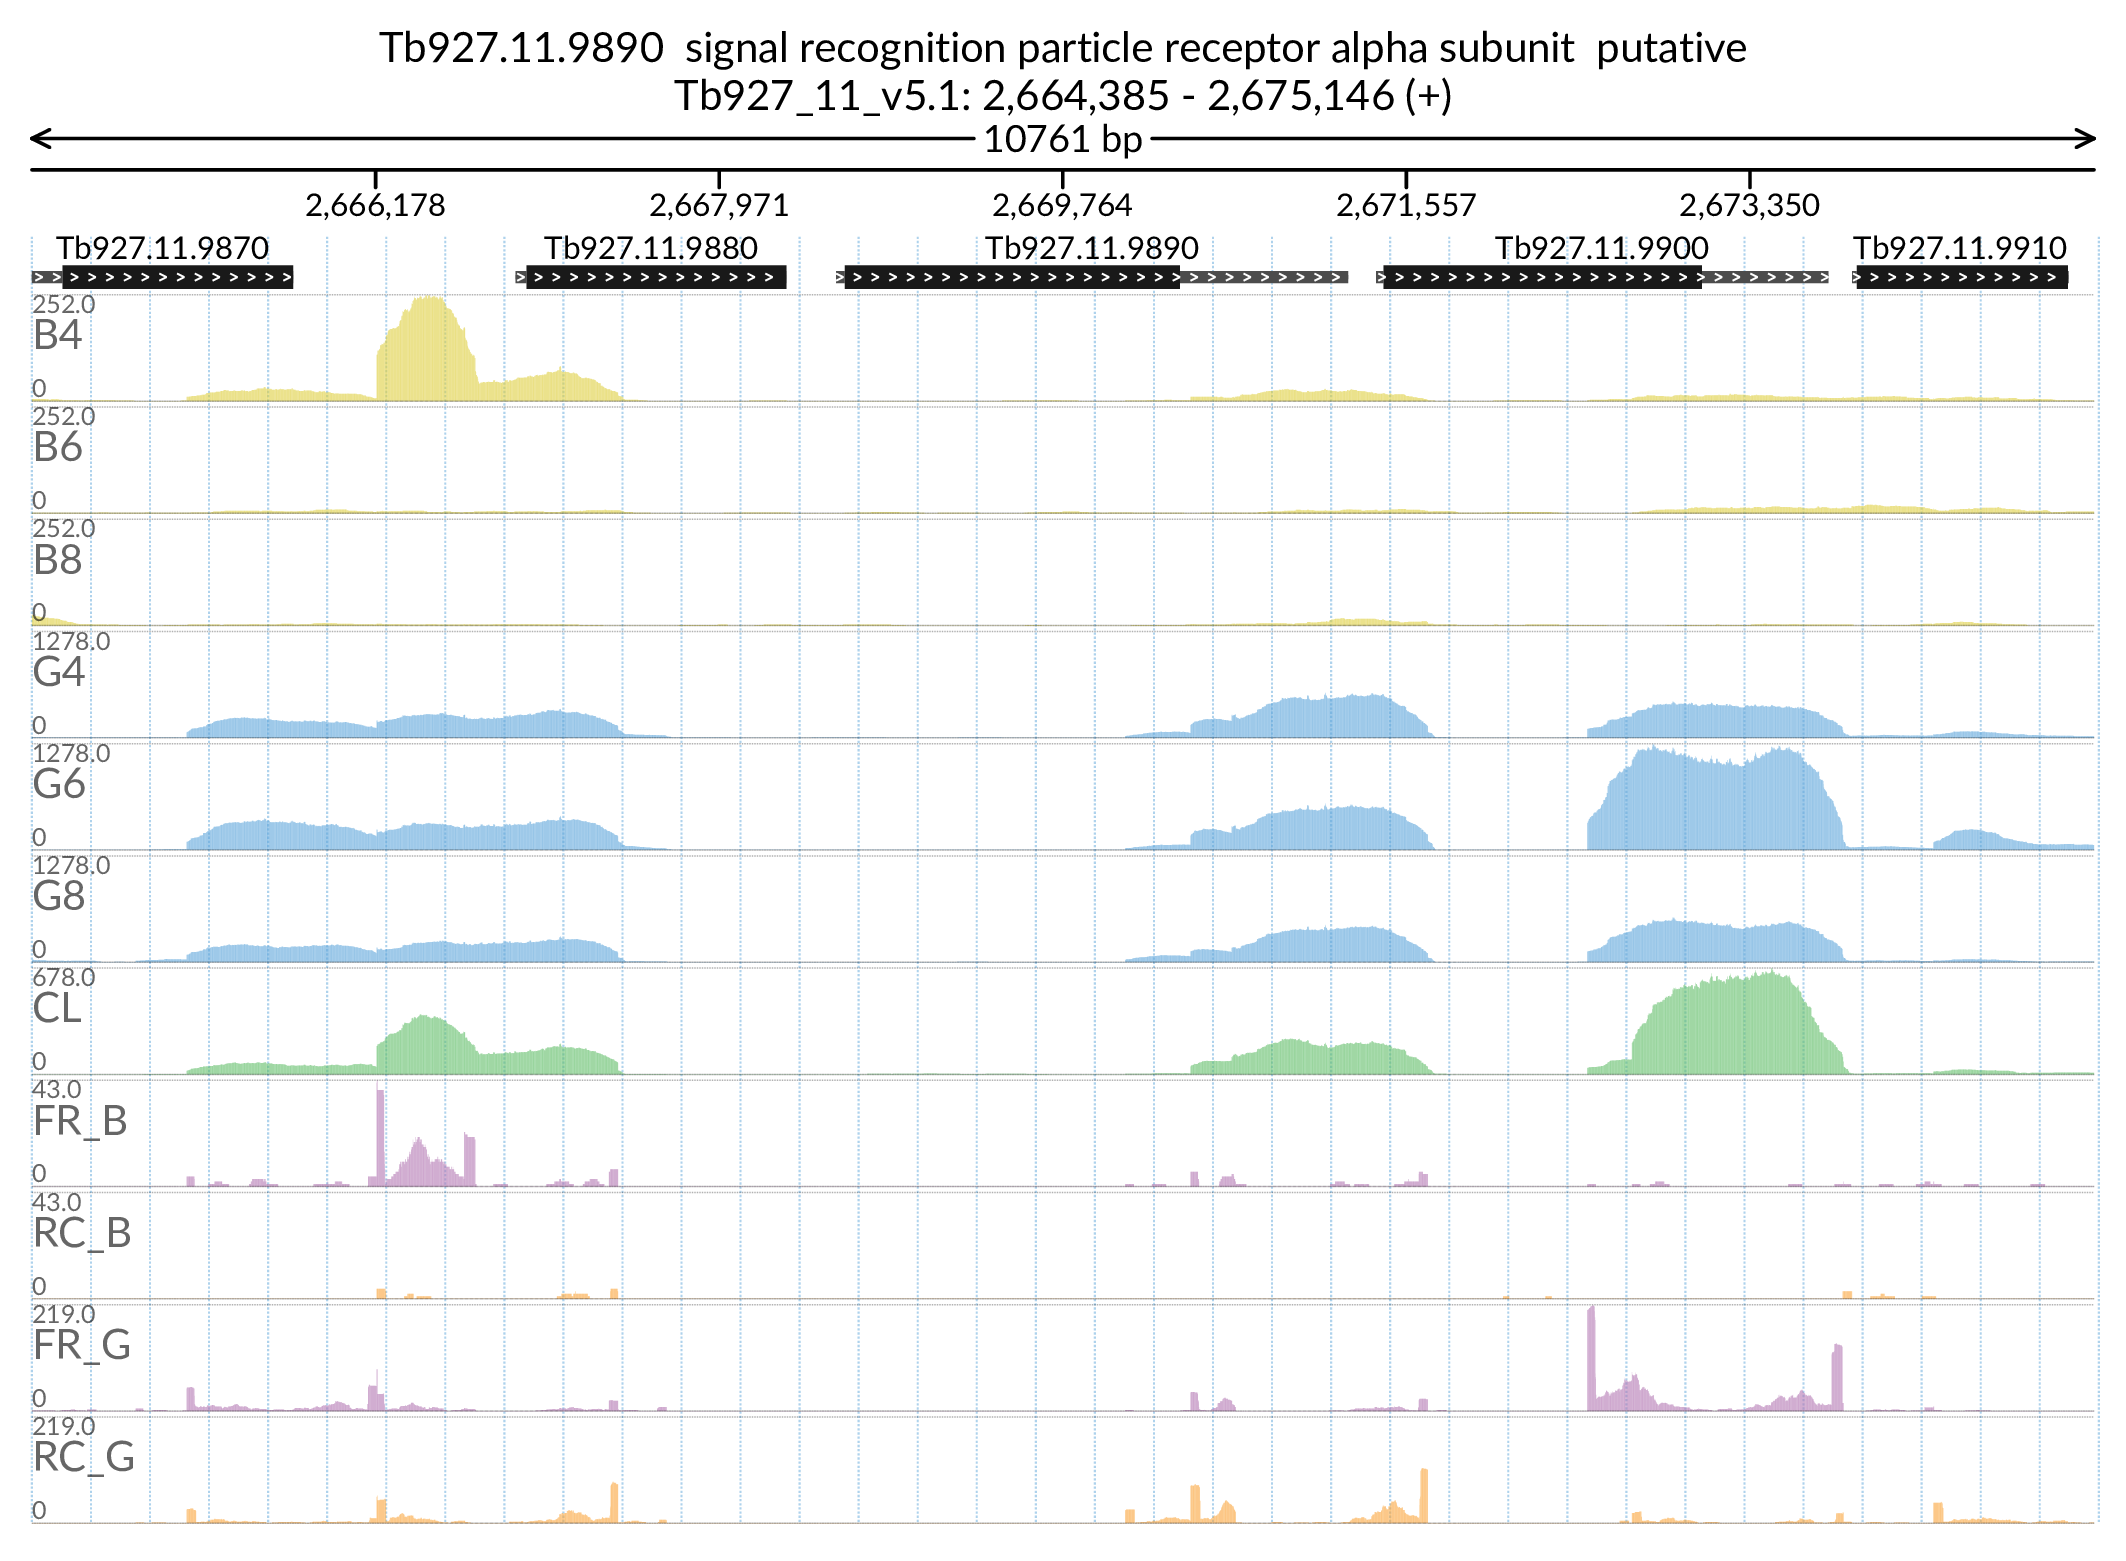 Tb927.11.9890  signal recognition particle receptor alpha subunit  putative
Tb927_11_v5.1: 2,664,385 - 2,675,146 (+)
10761 bp
2,666,178 2,667,971 2,669,764 2,671,557 2,673,350
Tb927.11.9870 Tb927.11.9880 Tb927.11.9890 Tb927.11.9900 Tb927.11.9910
252.0
B4
0
252.0
B6
0
252.0
B8
0
1278.0
G4
0
1278.0
G6
0
1278.0
G8
0
678.0
CL
0
43.0
FR_B
0
43.0
RC_B
0
219.0
FR_G
0
219.0
RC_G
0